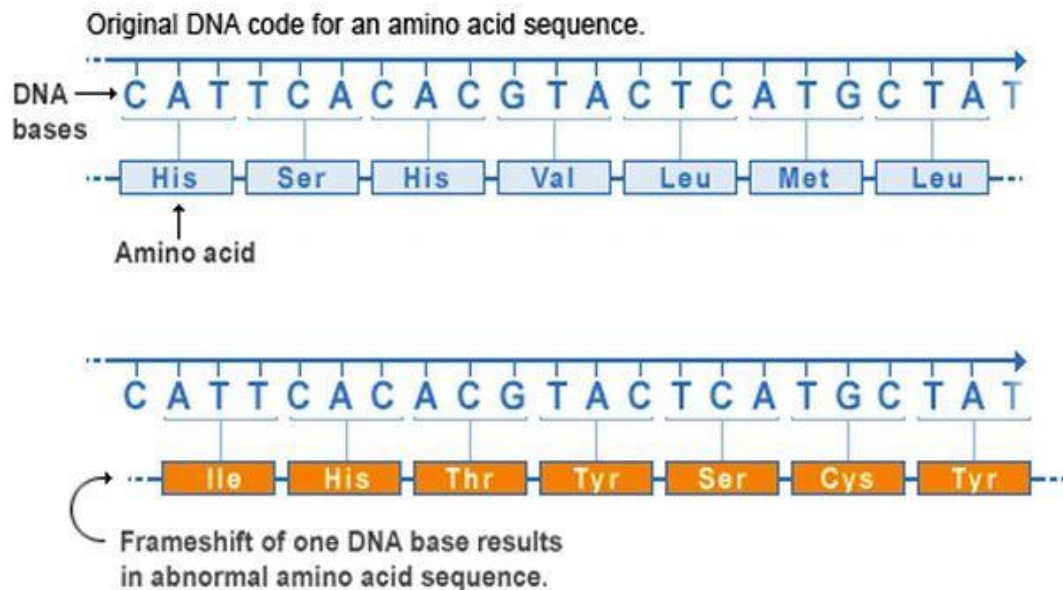 Original DNA code for an amino acid sequence.
DNA bases
C A T T C A C A C G T A C T C A T G C T A T
His Ser His Val Leu Met Leu
Amino acid
C A T T C A C A C G T A C T C A T G C T A T
Ile His Thr Tyr Ser Cys Tyr
Frameshift of one DNA base results
in abnormal amino acid sequence.